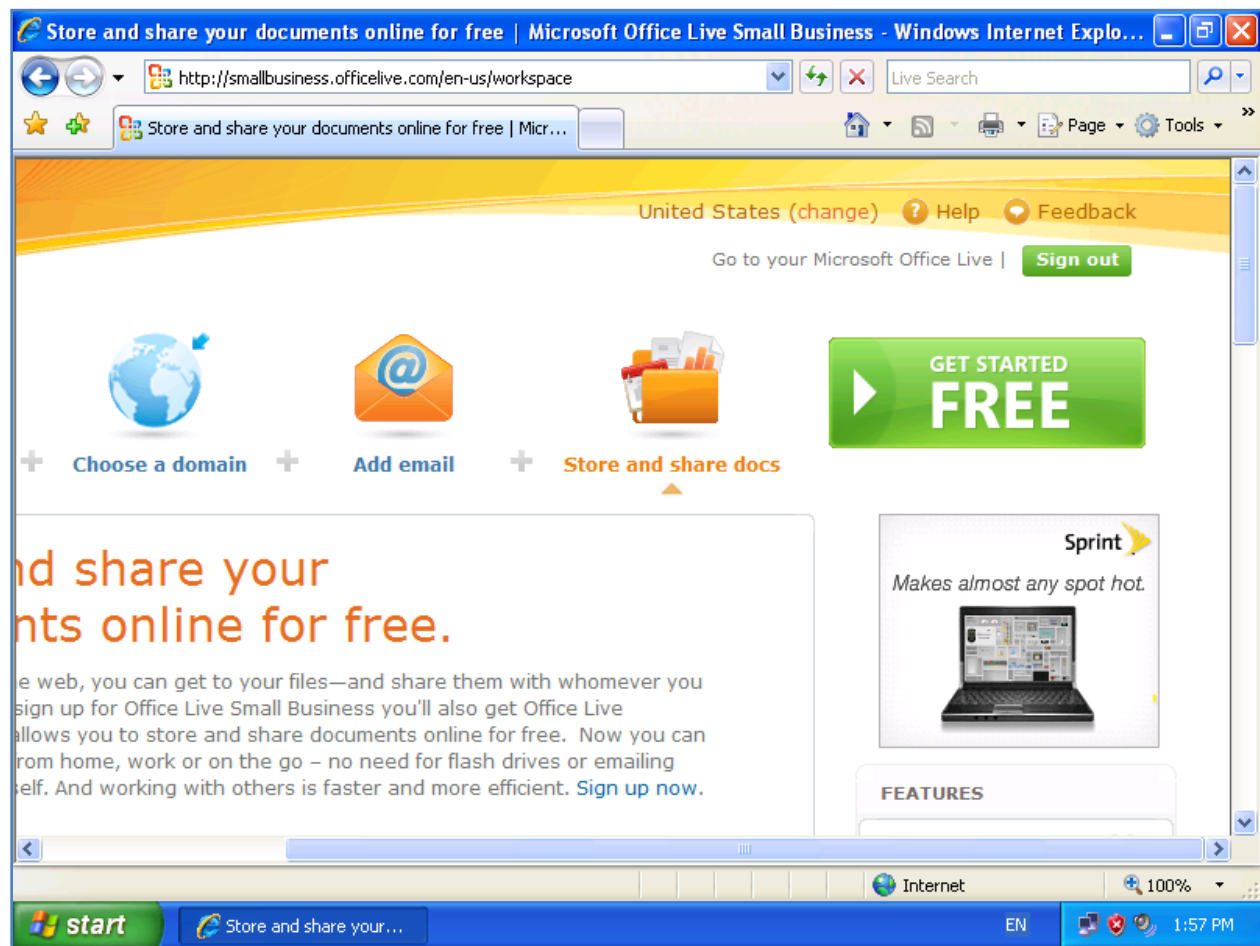 Store and share your documents online for free | Microsoft Office Live Small Business - Windows Internet Explo...
http://smallbusiness.officelive.com/en-us/workspace
Live Search
Store and share your documents online for free | Micr...
Page
Tools
United States (change)
Help
Feedback
Go to your Microsoft Office Live |
Sign out
GET STARTED
FREE
Choose a domain
Add email
Store and share docs
nd share your
nts online for free.
e web, you can get to your files—and share them with whomever you
sign up for Office Live Small Business you'll also get Office Live
allows you to store and share documents online for free. Now you can
rom home, work or on the go – no need for flash drives or emailing
self. And working with others is faster and more efficient. Sign up now.
Sprint
Makes almost any spot hot.
FEATURES
Internet
100%
start
Store and share your...
EN
1:57 PM